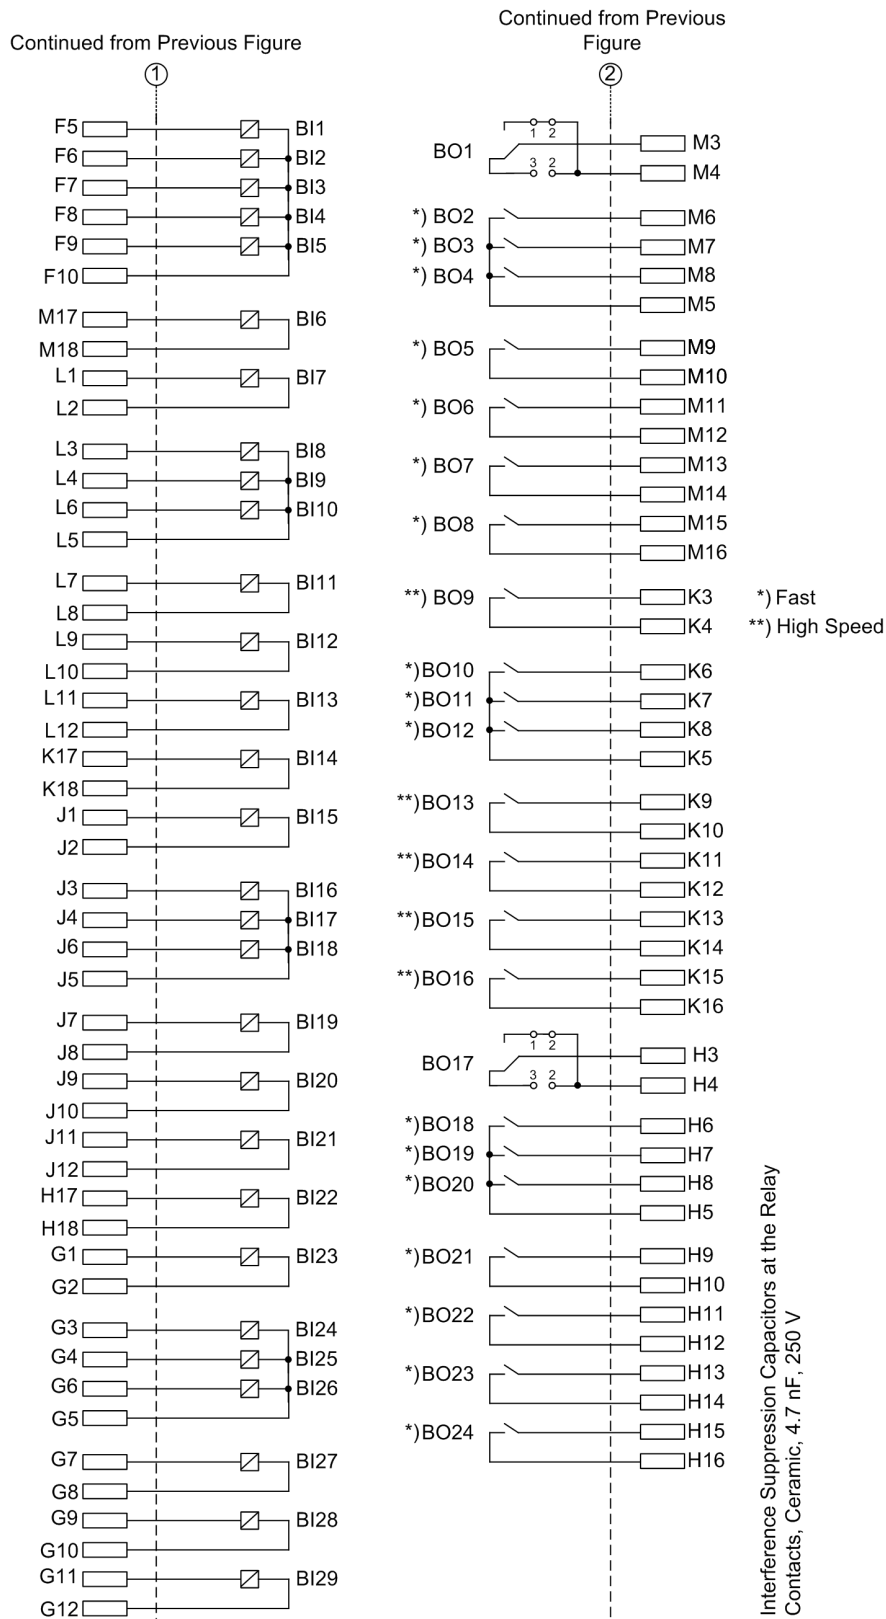 Continued from Previous Figure
1
F5 BI1
F6 BI2
F7 BI3
F8 BI4
F9 BI5
F10
M17 BI6
M18
L1 BI7
L2
L3 BI8
L4 BI9
L6 BI10
L5
L7 BI11
L8
L9 BI12
L10
L11 BI13
L12
K17 BI14
K18
J1 BI15
J2
J3 BI16
J4 BI17
J6 BI18
J5
J7 BI19
J8
J9 BI20
J10
J11 BI21
J12
H17 BI22
H18
G1 BI23
G2
G3 BI24
G4 BI25
G6 BI26
G5
G7 BI27
G8
G9 BI28
G10
G11 BI29
G12
Continued from Previous
Figure
2
1 2
BO1 M3
3 2
M4
*) BO2 M6
*) BO3 M7
*) BO4 M8
M5
*) BO5 M9
M10
*) BO6 M11
M12
*) BO7 M13
M14
*) BO8 M15
M16
**) BO9 K3 *) Fast
K4 **) High Speed
*)BO10 K6
*)BO11 K7
*)BO12 K8
K5
**)BO13 K9
K10
**)BO14 K11
K12
**)BO15 K13
K14
**)BO16 K15
K16
1 2
BO17 H3
3 2
H4
*)BO18 H6
*)BO19 H7
*)BO20 H8
H5
*)BO21 H9
H10
*)BO22 H11
H12
*)BO23 H13
H14
*)BO24 H15
H16
Interference Suppression Capacitors at the Relay
Contacts, Ceramic, 4.7 nF, 250 V